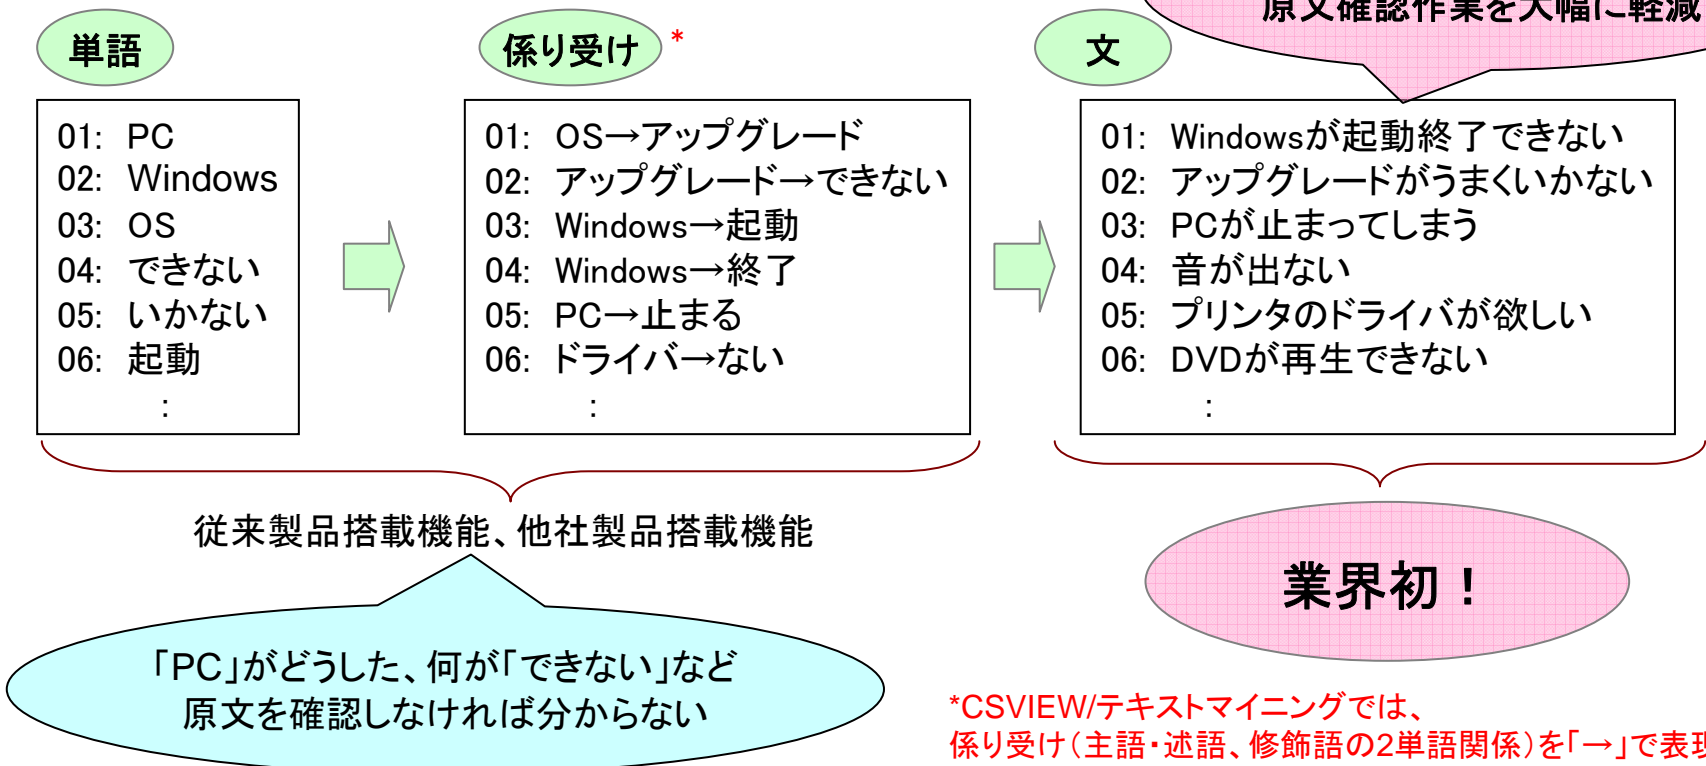 原文確認作業を大幅に軽減
単語
係り受け *
文
01: PC
02: Windows
03: OS
04: できない
05: いかない
06: 起動
:
01: OS→アップグレード
02: アップグレード→できない
03: Windows→起動
04: Windows→終了
05: PC→止まる
06: ドライバ→ない
:
01: Windowsが起動終了できない
02: アップグレードがうまくいかない
03: PCが止まってしまう
04: 音が出ない
05: プリンタのドライバが欲しい
06: DVDが再生できない
:
従来製品搭載機能、他社製品搭載機能
業界初！
「PC」がどうした、何が「できない」など
原文を確認しなければ分からない
*CSVIEW/テキストマイニングでは、
係り受け（主語・述語、修飾語の2単語関係）を「→」で表現